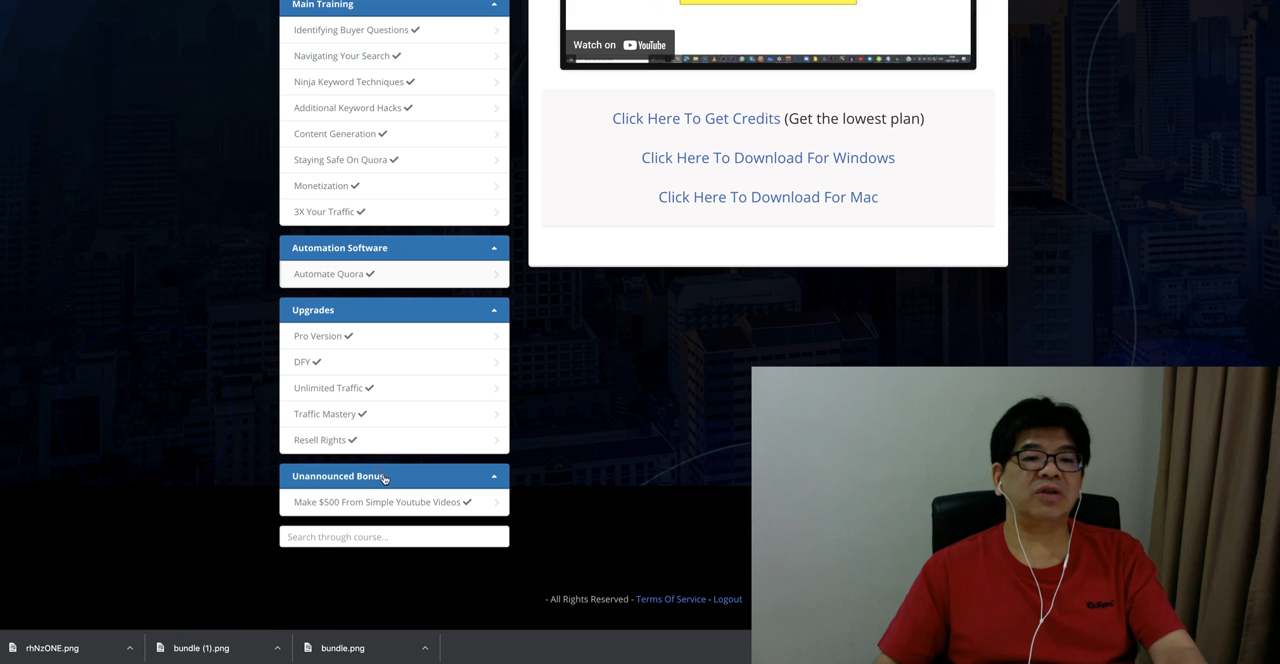 Main Training
Identifying Buyer Questions
Navigating Your Search
Ninja Keyword Techniques
Additional Keyword Hacks
Content Generation
Staying Safe On Quora
Monetization
3X Your Traffic
Automation Software
Automate Quora
Upgrades
Pro Version
DFY
Unlimited Traffic
Traffic Mastery
Resell Rights
Unannounced Bonus
Make $500 From Simple Youtube Videos
Search through course...
Watch on YouTube
Click Here To Get Credits (Get the lowest plan)
Click Here To Download For Windows
Click Here To Download For Mac
- All Rights Reserved - Terms Of Service - Logout
rhNzONE.png
bundle (1).png
bundle.png